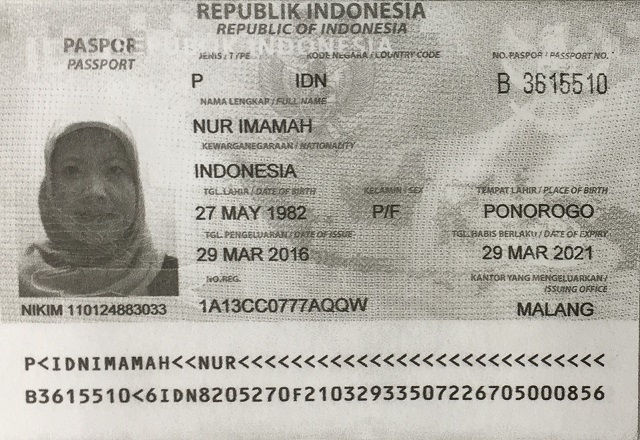 REPUBLIK INDONESIA
REPUBLIC OF INDONESIA
PASPOR
PASSPORT
JENIS / TYPE KODE NEGARA / COUNTRY CODE NO. PASPOR / PASSPORT NO.
P IDN B 3615510
NAMA LENGKAP / FULL NAME
NUR IMAMAH
KEWARGANEGARAAN / NATIONALITY
INDONESIA
TGL. LAHIR / DATE OF BIRTH KELAMIN / SEX TEMPAT LAHIR / PLACE OF BIRTH
27 MAY 1982 P/F PONOROGO
TGL. PENGELUARAN / DATE OF ISSUE TGL. HABIS BERLAKU / DATE OF EXPIRY
29 MAR 2016 29 MAR 2021
NO. REG. KANTOR YANG MENGELUARKAN /
ISSUING OFFICE
NIKIM 110124883033 1A13CC0777AQQW MALANG
P<IDNIMAMAH<<NUR<<<<<<<<<<<<<<<<<<<<<<<<<<<<
B3615510<6IDN8205270F21032933507226705000856